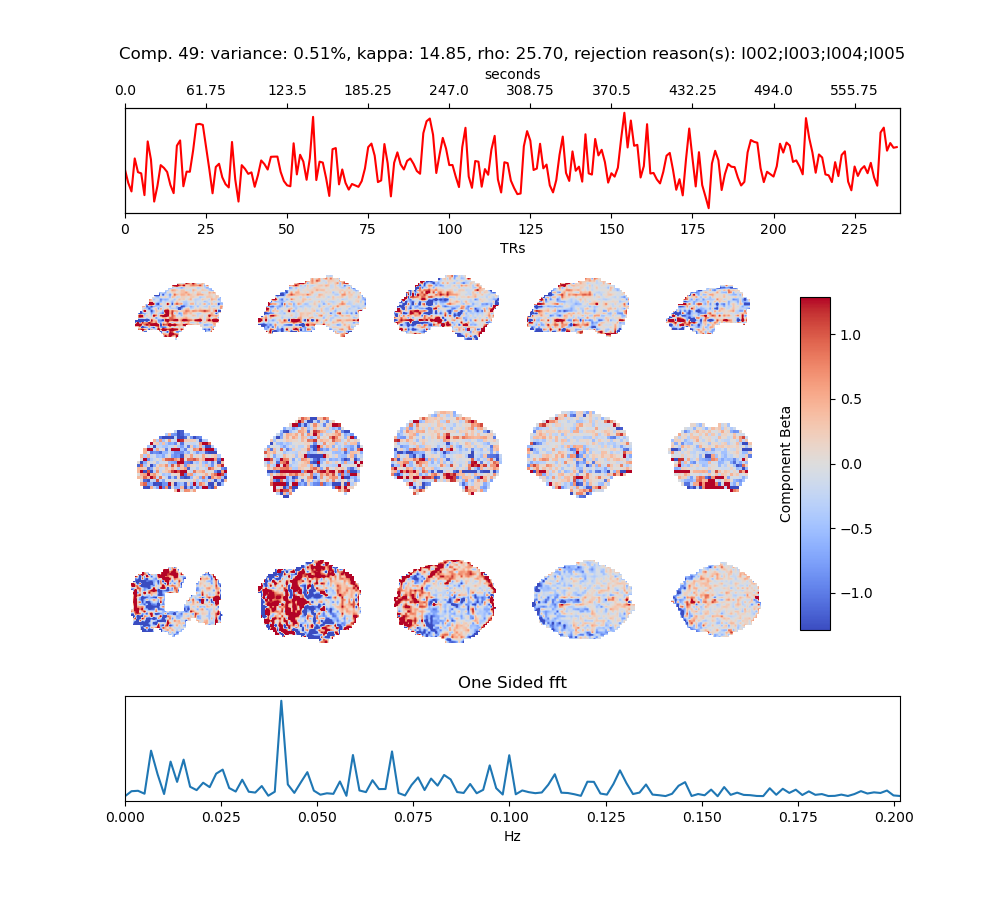 Comp. 49: variance: 0.51%, kappa: 14.85, rho: 25.70, rejection reason(s): I002;I003;I004;I005
seconds
0.0 61.75 123.5 185.25 247.0 308.75 370.5 432.25 494.0 555.75
0 25 50 75 100 125 150 175 200 225
TRs
1.0
0.5
0.0
−0.5
−1.0
Component Beta
One Sided fft
0.000 0.025 0.050 0.075 0.100 0.125 0.150 0.175 0.200
Hz